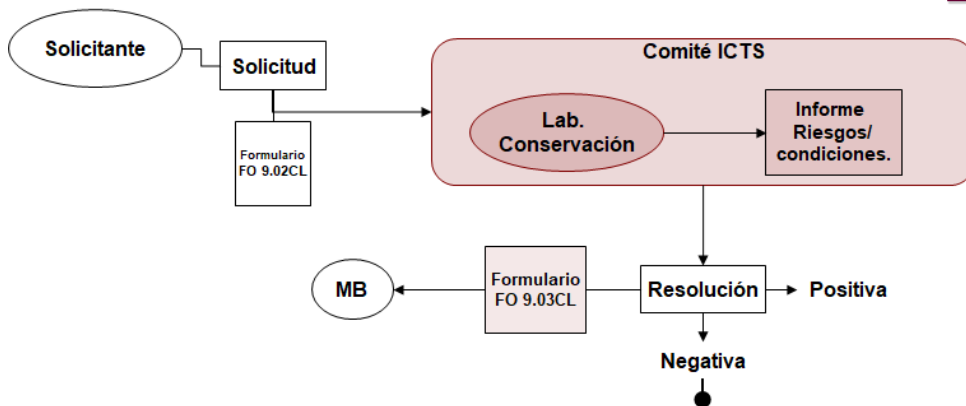 Solicitante
Solicitud
Formulario
FO 9.02CL
Comité ICTS
Lab.
Conservación
Informe
Riesgos/
condiciones.
MB
Formulario
FO 9.03CL
Resolución
Positiva
Negativa